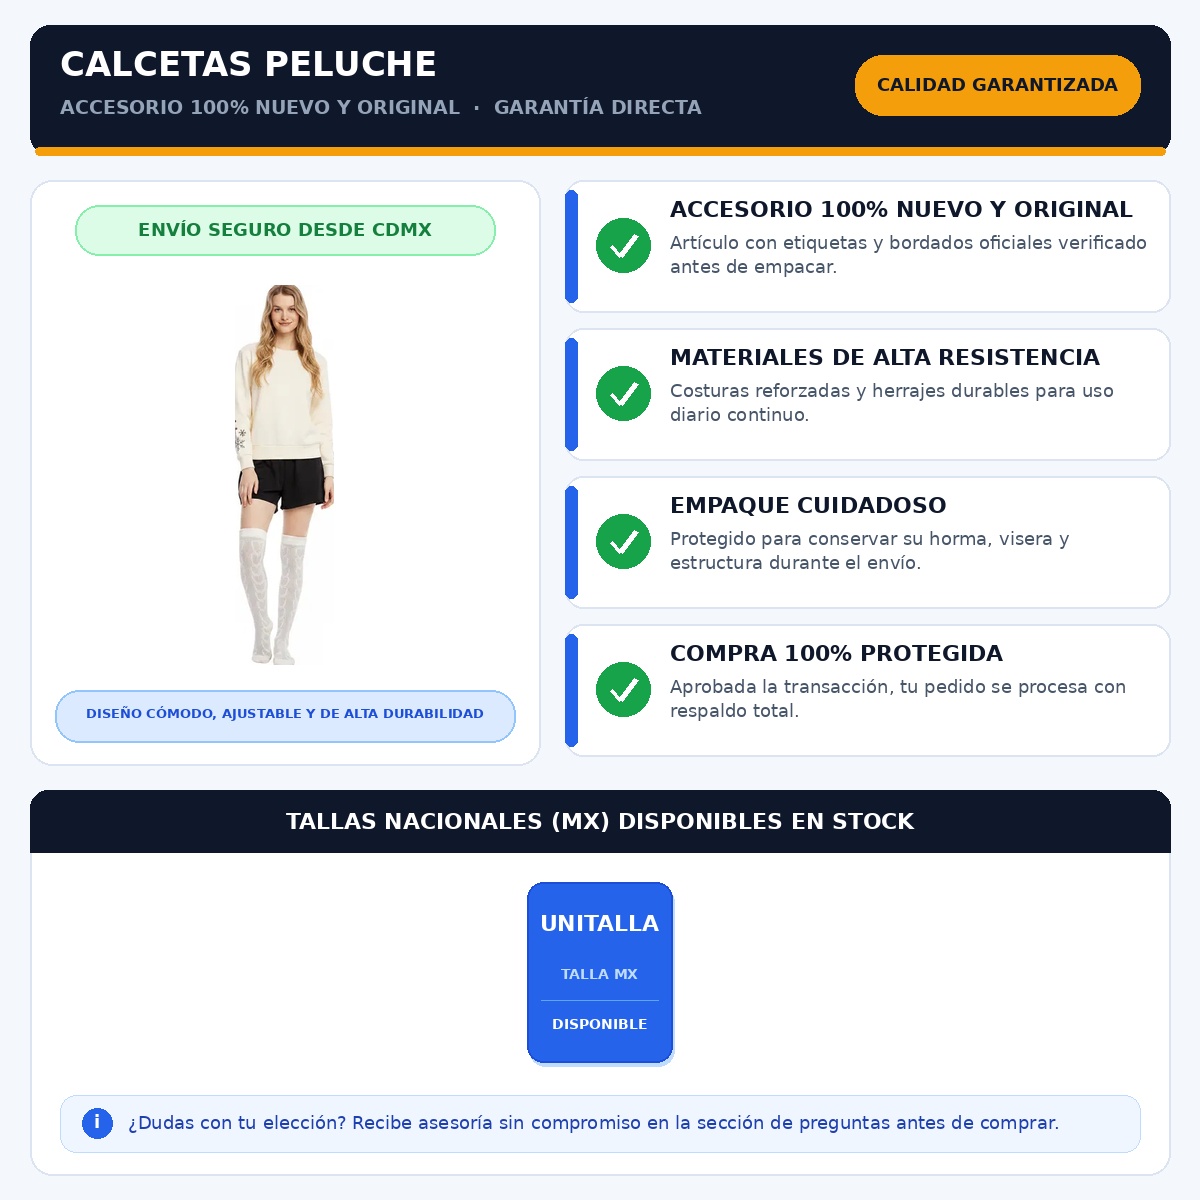 CALCETAS PELUCHE
ACCESORIO 100% NUEVO Y ORIGINAL · GARANTÍA DIRECTA
CALIDAD GARANTIZADA
ENVÍO SEGURO DESDE CDMX
DISEÑO CÓMODO, AJUSTABLE Y DE ALTA DURABILIDAD
ACCESORIO 100% NUEVO Y ORIGINAL
Artículo con etiquetas y bordados oficiales verificado
antes de empacar.
MATERIALES DE ALTA RESISTENCIA
Costuras reforzadas y herrajes durables para uso
diario continuo.
EMPAQUE CUIDADOSO
Protegido para conservar su horma, visera y
estructura durante el envío.
COMPRA 100% PROTEGIDA
Aprobada la transacción, tu pedido se procesa con
respaldo total.
TALLAS NACIONALES (MX) DISPONIBLES EN STOCK
UNITALLA
TALLA MX
DISPONIBLE
i ¿Dudas con tu elección? Recibe asesoría sin compromiso en la sección de preguntas antes de comprar.